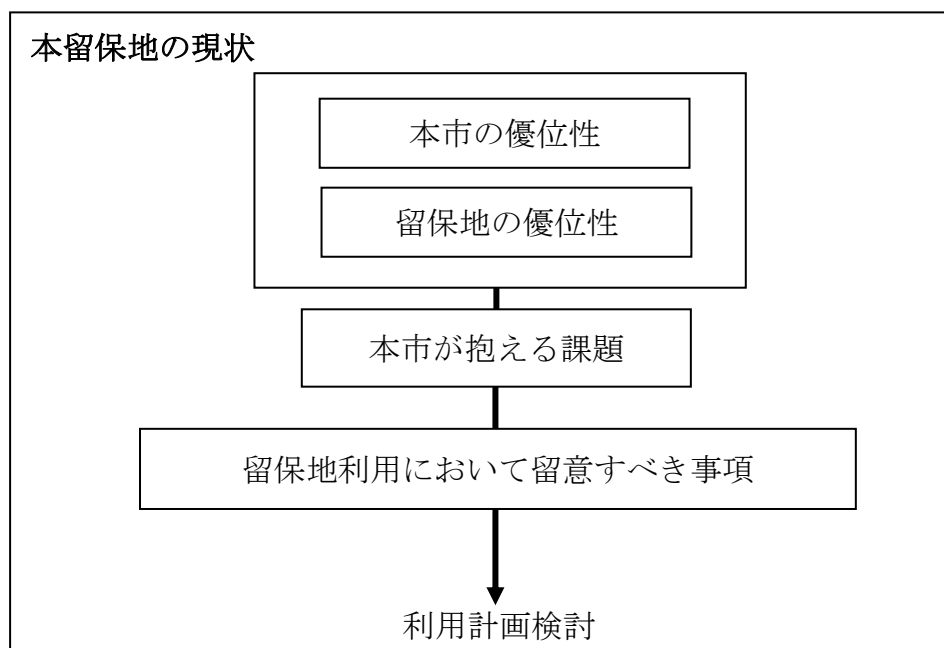 本留保地の現状
本市の優位性
留保地の優位性
本市が抱える課題
留保地利用において留意すべき事項
利用計画検討